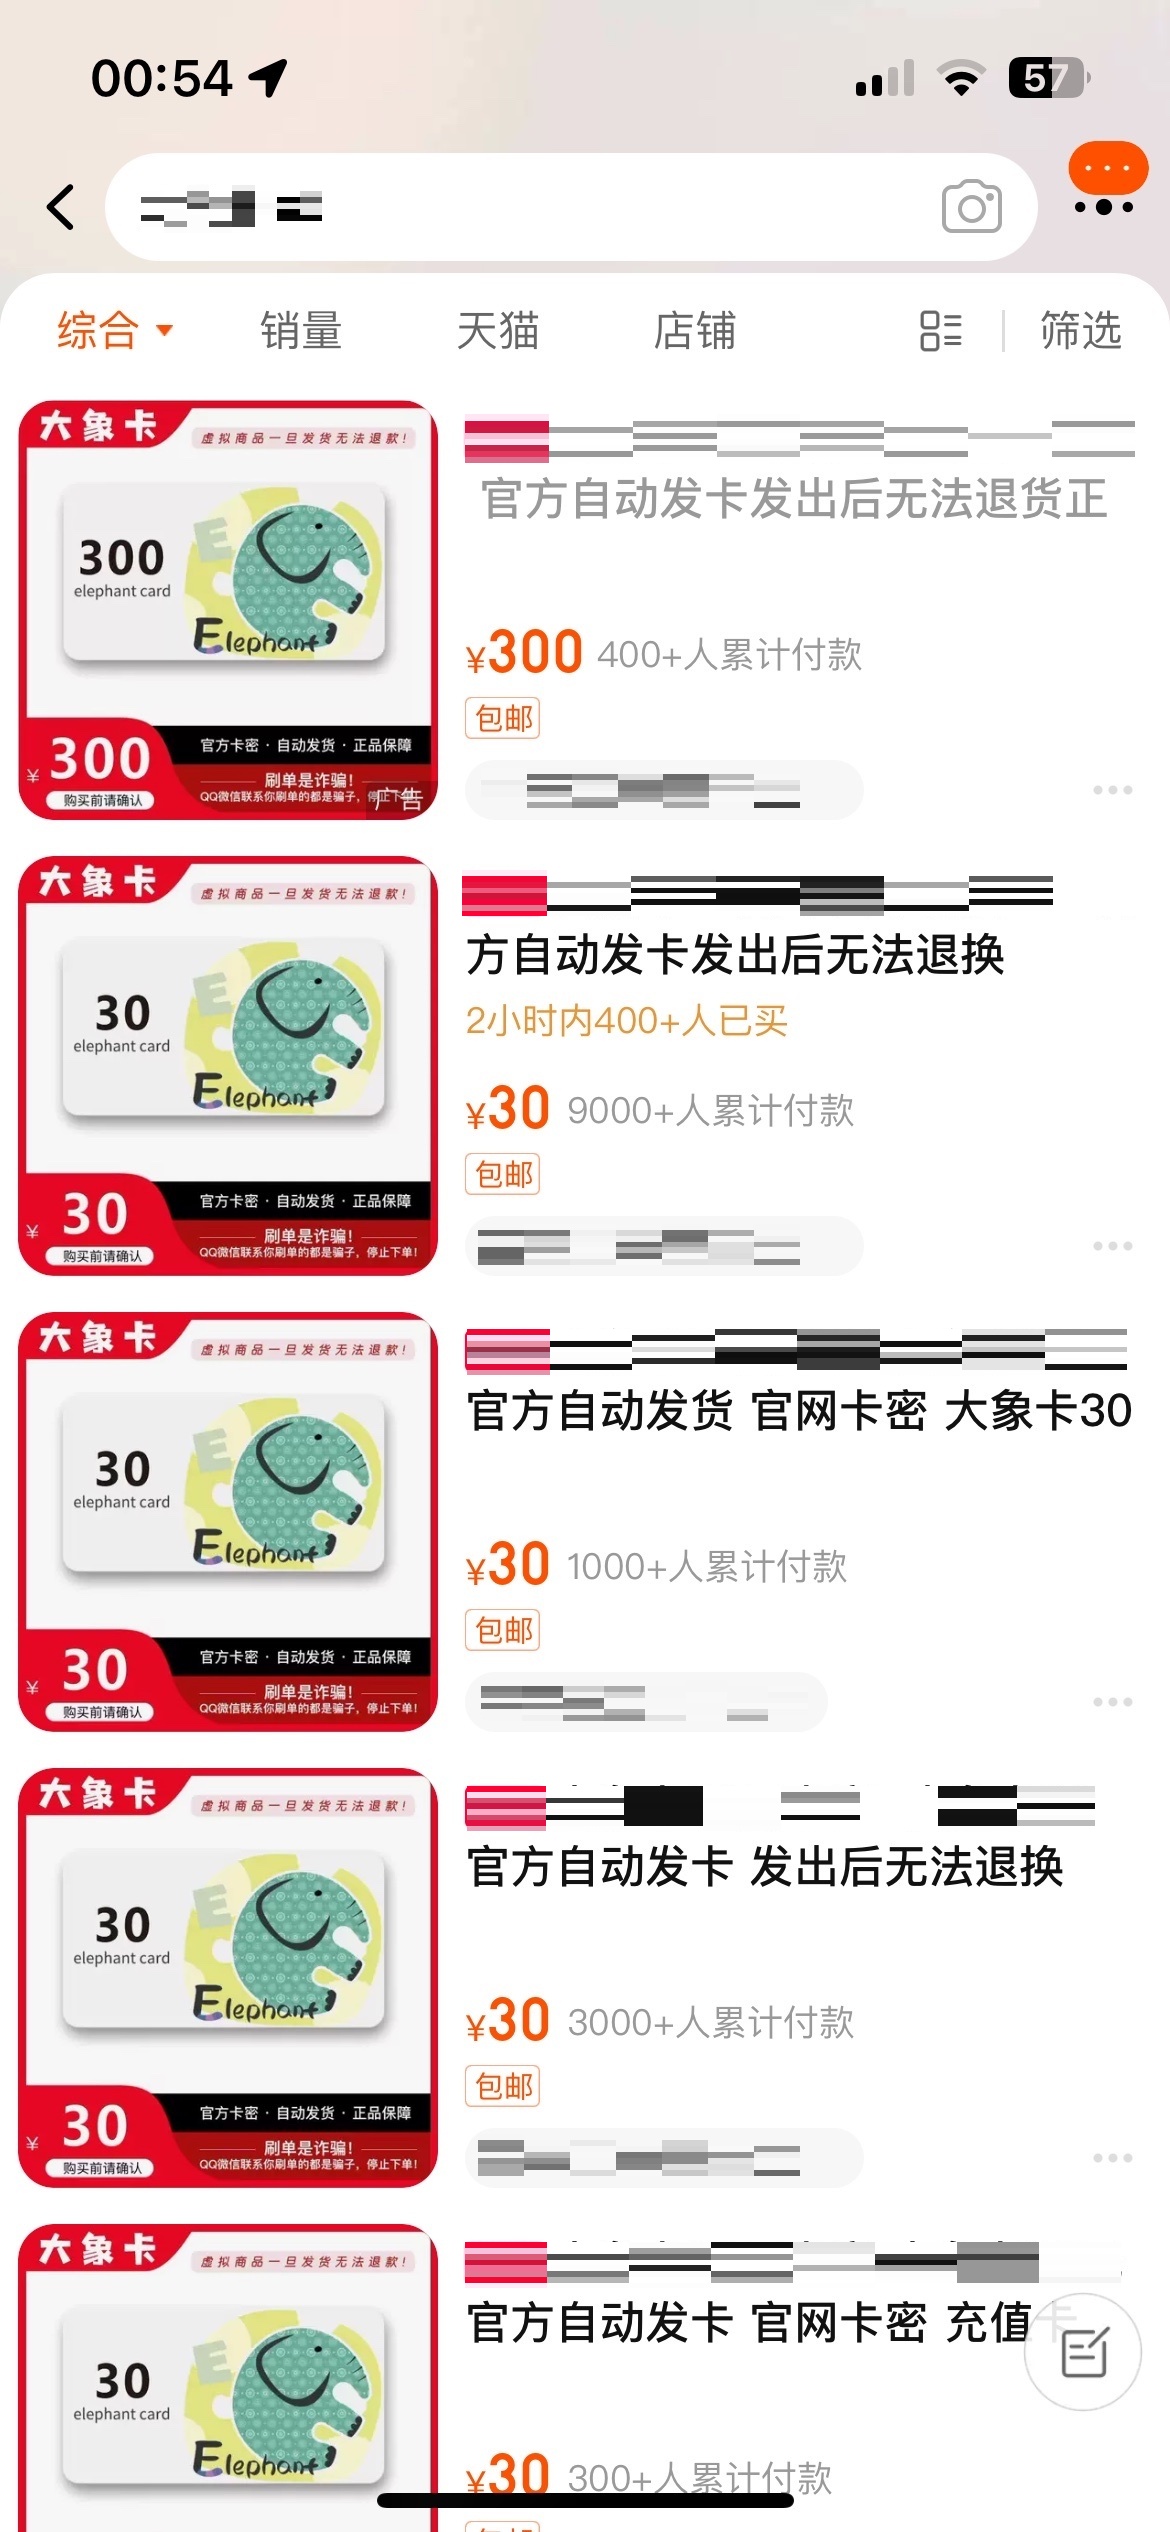 00:54
57
综合
销量
天猫
店铺
筛选
大象卡
虚拟商品一旦发货无法退款!
300
elephant card
E
Elephant
¥300
购买前请确认
官方卡密·自动发货·正品保障
刷单是诈骗!
QQ微信联系你刷单的都是骗子,停止下单!
广告
官方自动发卡发出后无法退货正
¥300 400+人累计付款
包邮
大象卡
虚拟商品一旦发货无法退款!
30
elephant card
E
Elephant
¥30
购买前请确认
官方卡密·自动发货·正品保障
刷单是诈骗!
QQ微信联系你刷单的都是骗子,停止下单!
方自动发卡发出后无法退换
2小时内400+人已买
¥30 9000+人累计付款
包邮
大象卡
虚拟商品一旦发货无法退款!
30
elephant card
E
Elephant
¥30
购买前请确认
官方卡密·自动发货·正品保障
刷单是诈骗!
QQ微信联系你刷单的都是骗子,停止下单!
官方自动发货 官网卡密 大象卡30
¥30 1000+人累计付款
包邮
大象卡
虚拟商品一旦发货无法退款!
30
elephant card
E
Elephant
¥30
购买前请确认
官方卡密·自动发货·正品保障
刷单是诈骗!
QQ微信联系你刷单的都是骗子,停止下单!
官方自动发卡 发出后无法退换
¥30 3000+人累计付款
包邮
大象卡
虚拟商品一旦发货无法退款!
30
elephant card
E
Elephant
官方自动发卡 官网卡密 充值卡
¥30 300+人累计付款